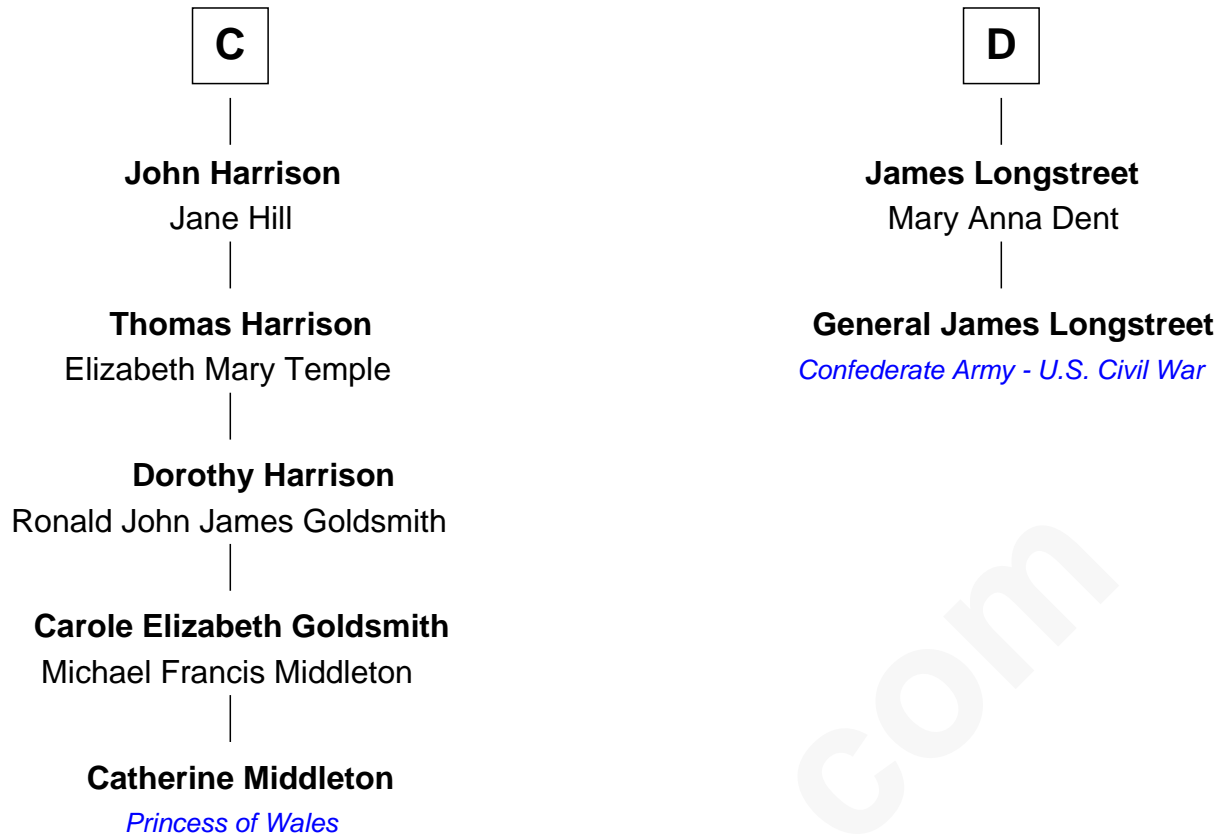 C
John Harrison
Jane Hill
Thomas Harrison
Elizabeth Mary Temple
Dorothy Harrison
Ronald John James Goldsmith
Carole Elizabeth Goldsmith
Michael Francis Middleton
Catherine Middleton
Princess of Wales
D
James Longstreet
Mary Anna Dent
General James Longstreet
Confederate Army - U.S. Civil War
com